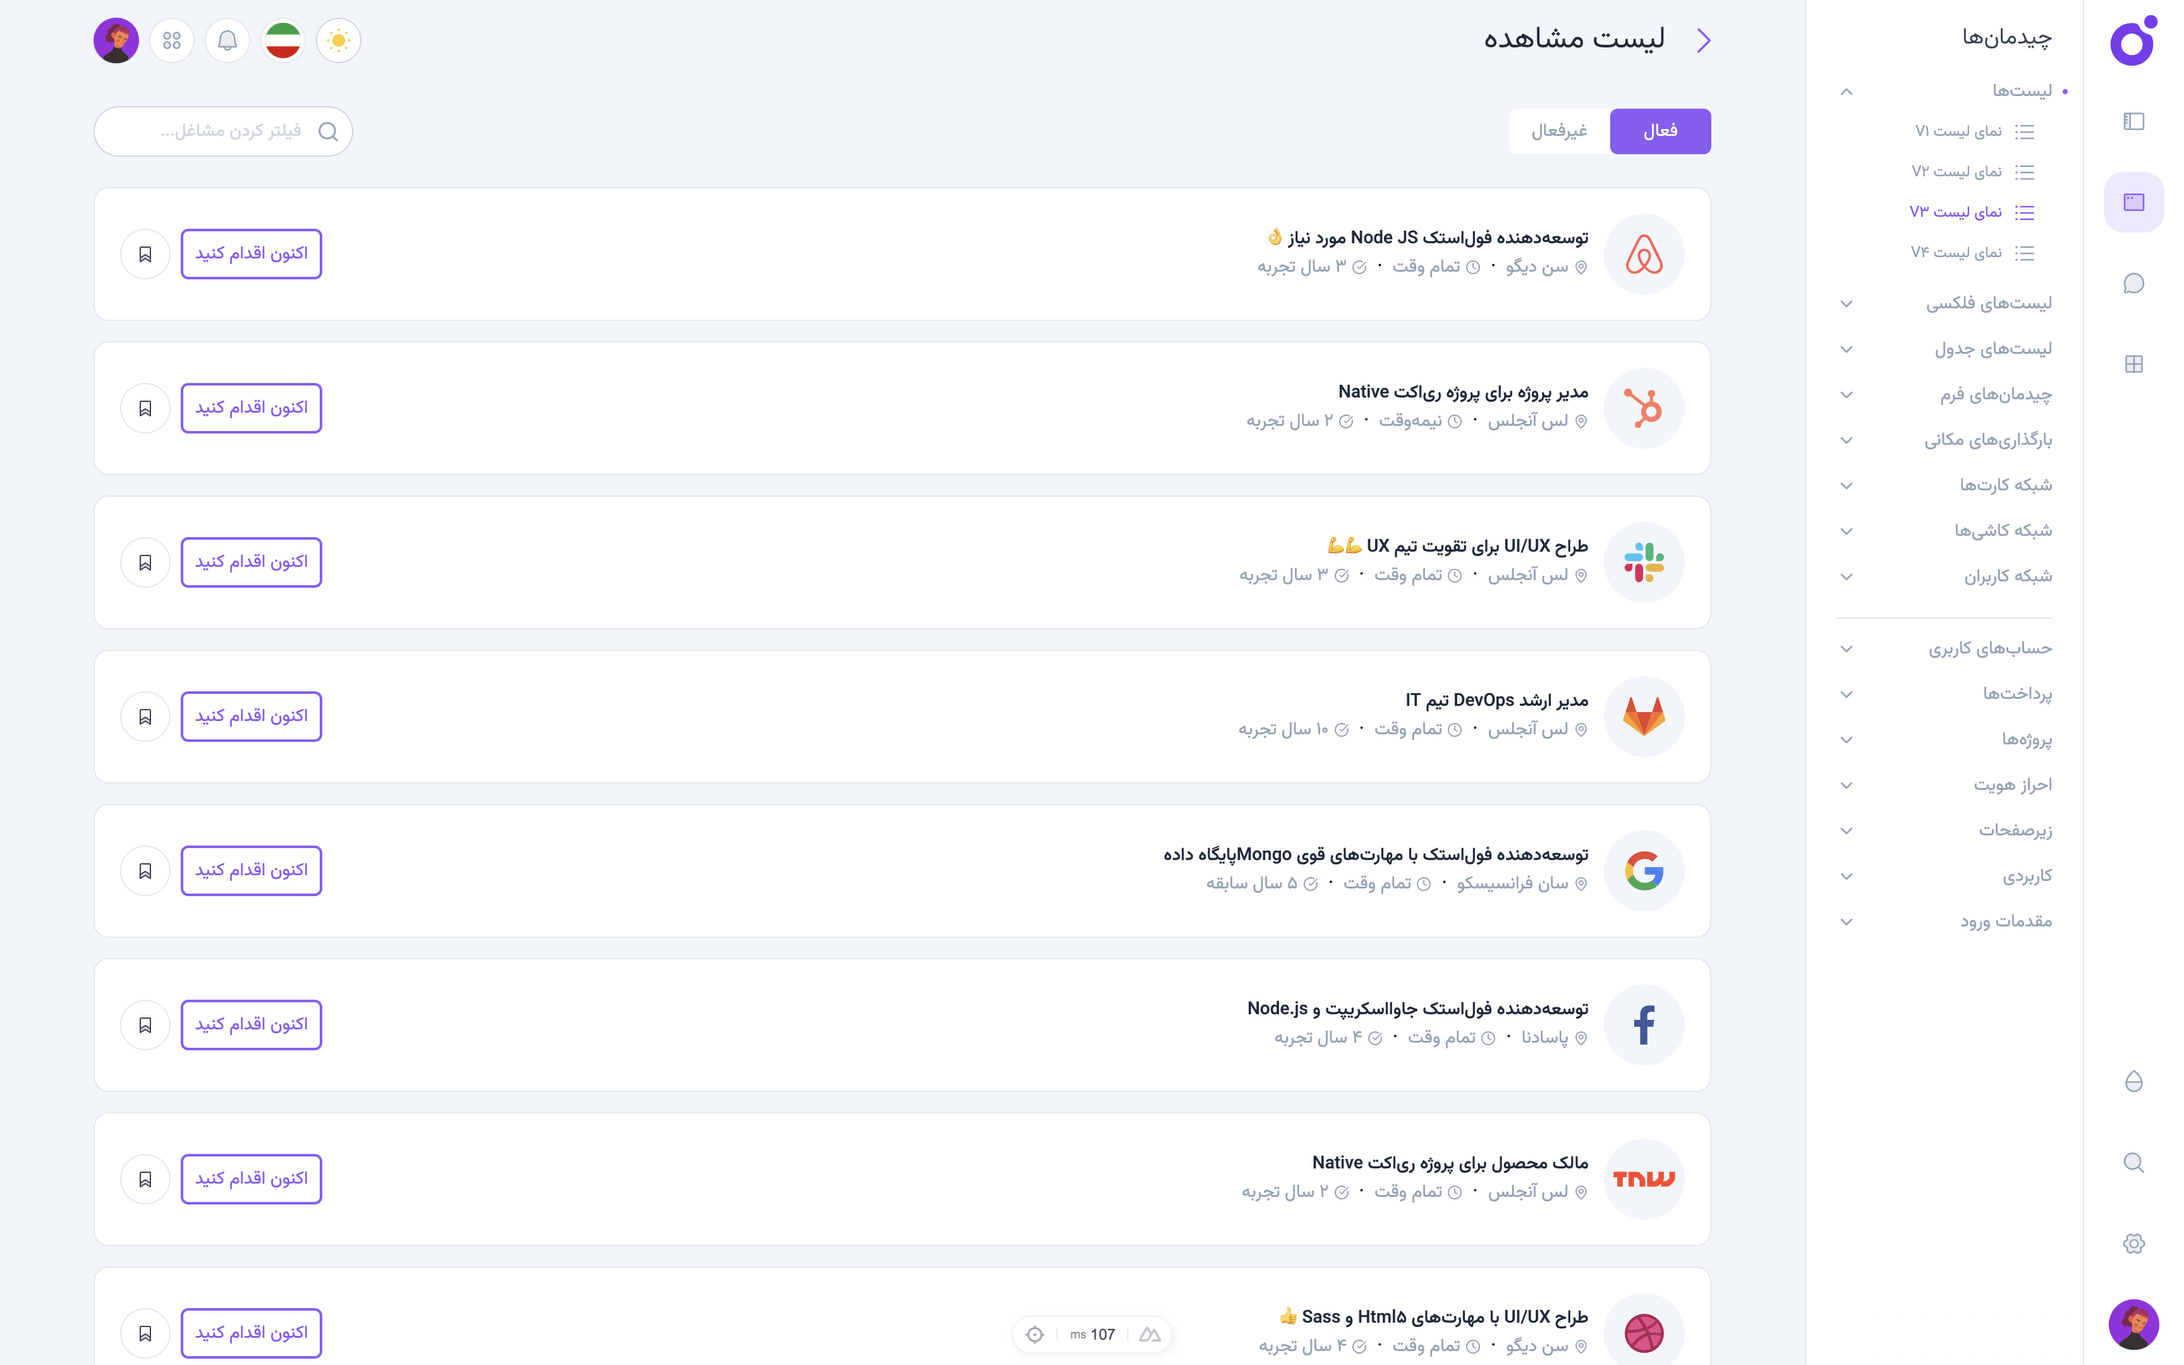 چیدمان‌ها
لیست‌ها
نمای لیست V۱
نمای لیست V۲
نمای لیست V۳
نمای لیست V۴
لیست‌های فلکسی
لیست‌های جدول
چیدمان‌های فرم
بارگذاری‌های مکانی
شبکه کارت‌ها
شبکه کاشی‌ها
شبکه کاربران
حساب‌های کاربری
پرداخت‌ها
پروژه‌ها
احراز هویت
زیرصفحات
کاربردی
مقدمات ورود
لیست مشاهده
فعال
غیرفعال
فیلتر کردن مشاغل...
توسعه‌دهنده فول‌استک Node JS مورد نیاز 👌
سن دیگو · تمام وقت · ۳ سال تجربه
اکنون اقدام کنید
مدیر پروژه برای پروژه ری‌اکت Native
لس آنجلس · نیمه‌وقت · ۲ سال تجربه
اکنون اقدام کنید
طراح UI/UX برای تقویت تیم UX 💪💪
لس آنجلس · تمام وقت · ۳ سال تجربه
اکنون اقدام کنید
مدیر ارشد DevOps تیم IT
لس آنجلس · تمام وقت · ۱۰ سال تجربه
اکنون اقدام کنید
توسعه‌دهنده فول‌استک با مهارت‌های قوی Mongoپایگاه داده
سان فرانسیسکو · تمام وقت · ۵ سال سابقه
اکنون اقدام کنید
توسعه‌دهنده فول‌استک جاوااسکریپت و Node.js
پاسادنا · تمام وقت · ۴ سال تجربه
اکنون اقدام کنید
TNW
مالک محصول برای پروژه ری‌اکت Native
لس آنجلس · تمام وقت · ۲ سال تجربه
اکنون اقدام کنید
طراح UI/UX با مهارت‌های Html۵ و Sass 👍
سن دیگو · تمام وقت · ۴ سال تجربه
اکنون اقدام کنید
107 ms